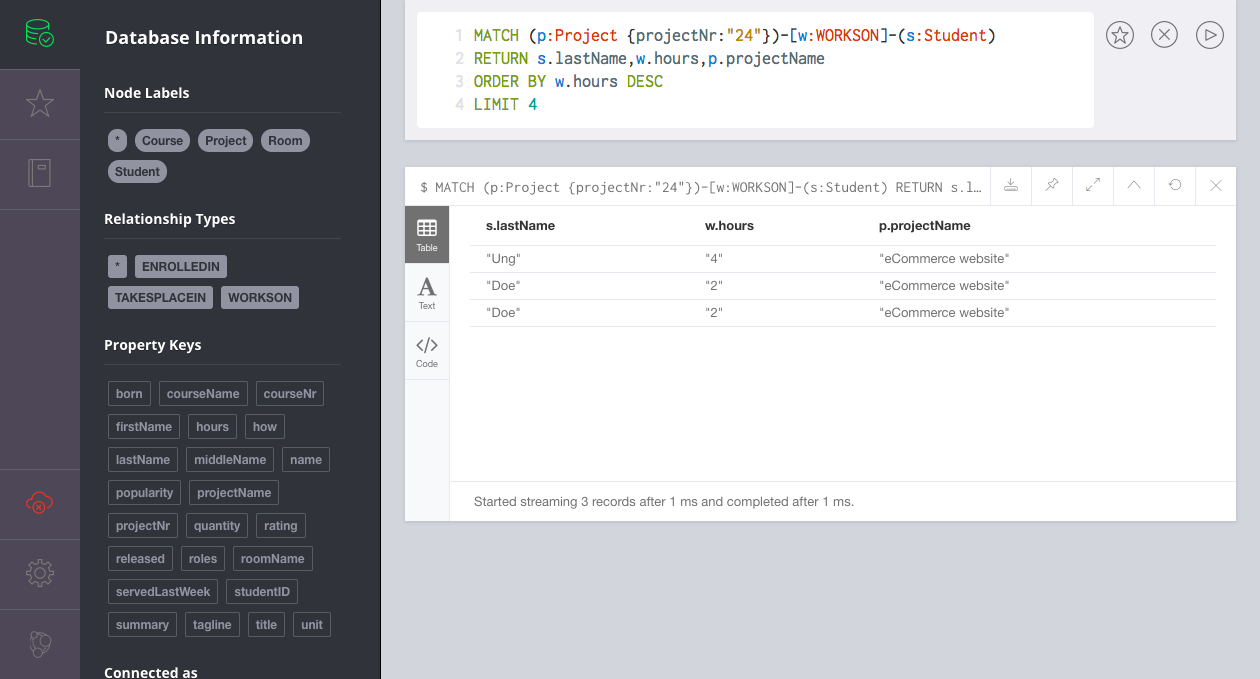 Database Information
Node Labels
* Course Project Room
Student
Relationship Types
* ENROLLEDIN
TAKESPLACEIN WORKSON
Property Keys
born courseName courseNr
firstName hours how
lastName middleName name
popularity projectName
projectNr quantity rating
released roles roomName
servedLastWeek studentID
summary tagline title unit
Connected as
1 MATCH (p:Project {projectNr:"24"})-[w:WORKSON]-(s:Student)
2 RETURN s.lastName,w.hours,p.projectName
3 ORDER BY w.hours DESC
4 LIMIT 4
$ MATCH (p:Project {projectNr:"24"})-[w:WORKSON]-(s:Student) RETURN s.l…
Table
Text
Code
s.lastName w.hours p.projectName
"Ung" "4" "eCommerce website"
"Doe" "2" "eCommerce website"
"Doe" "2" "eCommerce website"
Started streaming 3 records after 1 ms and completed after 1 ms.